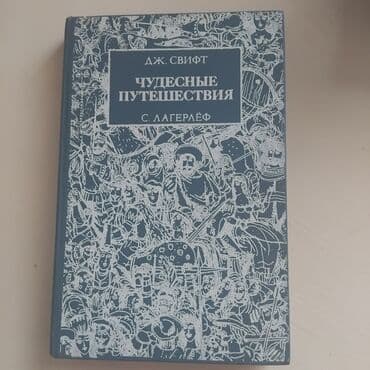 ДЖ. СВИФТ
ЧУДЕСНЫЕ
ПУТЕШЕСТВИЯ
С. ЛАГЕРЛЁФ